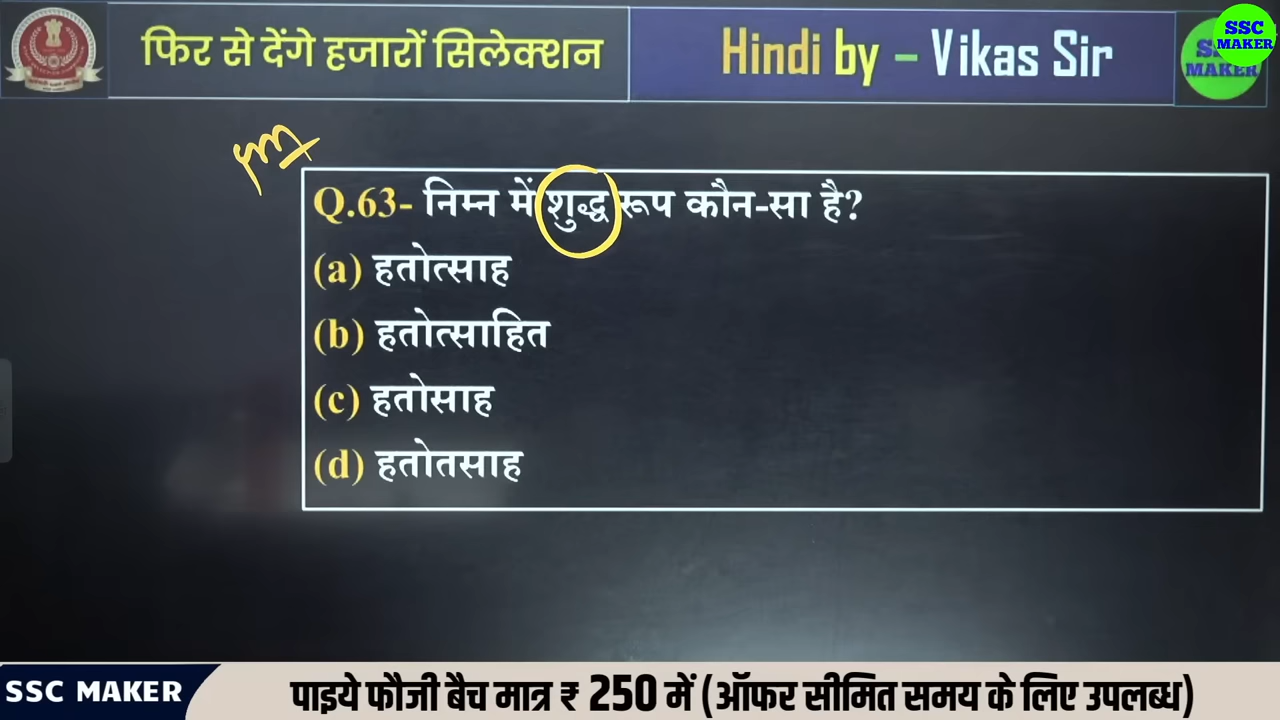 फिर से देंगे हजारों सिलेक्शन
Hindi by – Vikas Sir
SSC
MAKER
MAKER
Q.63- निम्न में शुद्ध रूप कौन-सा है?
(a) हतोत्साह
(b) हतोत्साहित
(c) हतोसाह
(d) हतोतसाह
SSC MAKER
पाइये फौजी बैच मात्र ₹ 250 में (ऑफर सीमित समय के लिए उपलब्ध)